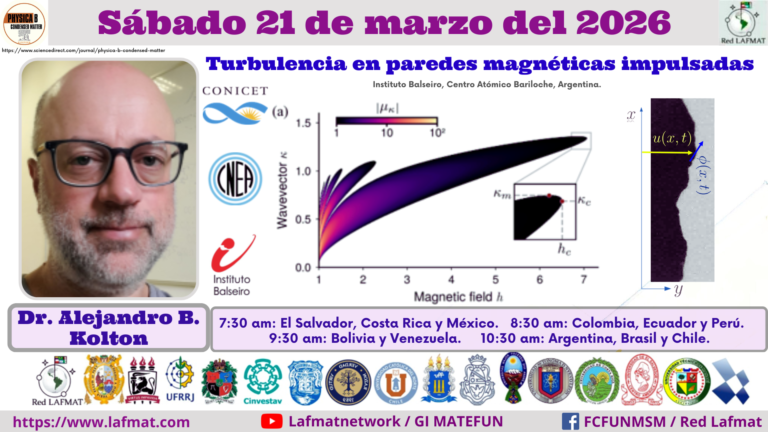 PHYSICA B
CONDENSED MATTER
Sábado 21 de marzo del 2026
Red LAFMAT
https://www.sciencedirect.com/journal/physica-b-condensed-matter
Turbulencia en paredes magnéticas impulsadas
Instituto Balseiro, Centro Atómico Bariloche, Argentina.
CONICET
CNEA
Instituto
Balseiro
(a)
|μκ|
1 10 10²
Wavevector κ
1.5
1.0
0.5
0.0
κm
κc
hc
1 2 3 4 5 6 7
Magnetic field h
x
u(x, t)
ϕ(x, t)
y
Dr. Alejandro B.
Kolton
7:30 am: El Salvador, Costa Rica y México. 8:30 am: Colombia, Ecuador y Perú.
9:30 am: Bolivia y Venezuela. 10:30 am: Argentina, Brasil y Chile.
Red LAFMAT
UFRRJ
Cinvestav
https://www.lafmat.com
Lafmatnetwork / GI MATEFUN
FCFUNMSM / Red Lafmat